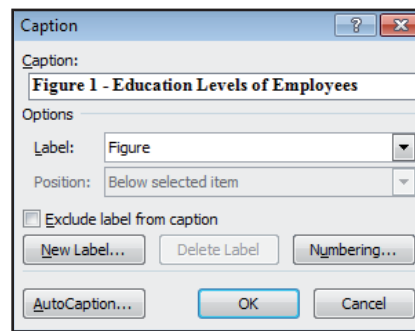 Caption
?
Caption:
Figure 1 - Education Levels of Employees
Options
Label: Figure
Position: Below selected item
Exclude label from caption
New Label... Delete Label Numbering...
AutoCaption... OK Cancel